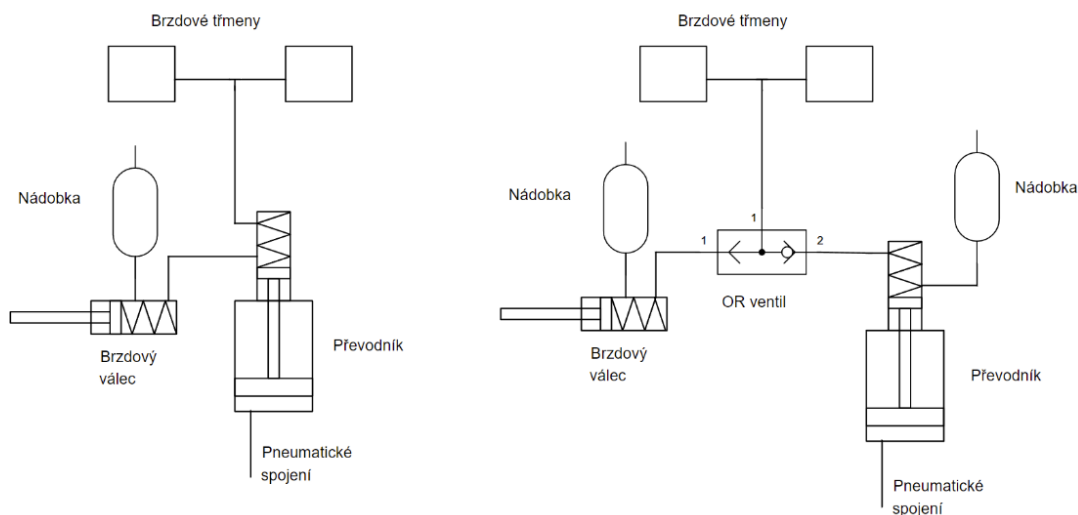 Brzdové třmeny
Nádobka
Brzdový
válec
Převodník
Pneumatické
spojení
Brzdové třmeny
Nádobka
Nádobka
1
1
2
OR ventil
Brzdový
válec
Převodník
Pneumatické
spojení